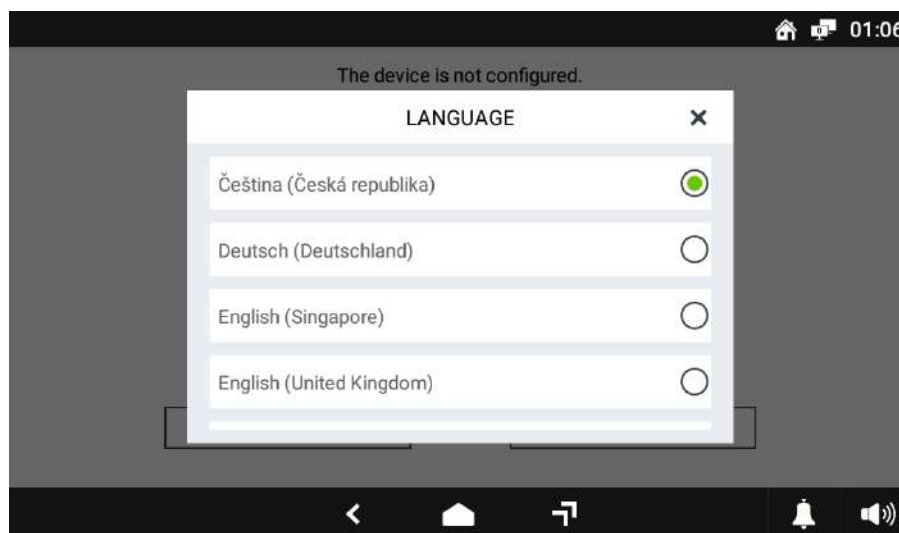 01:06
The device is not configured.
LANGUAGE
Čeština (Česká republika)
Deutsch (Deutschland)
English (Singapore)
English (United Kingdom)